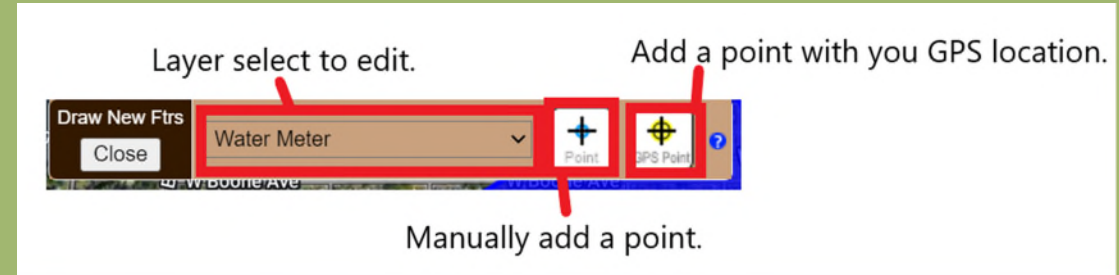 Layer select to edit.
Add a point with you GPS location.
Draw New Ftrs
Close
Water Meter
Point
GPS Point
?
W Boone Ave
W Boone Ave
Manually add a point.